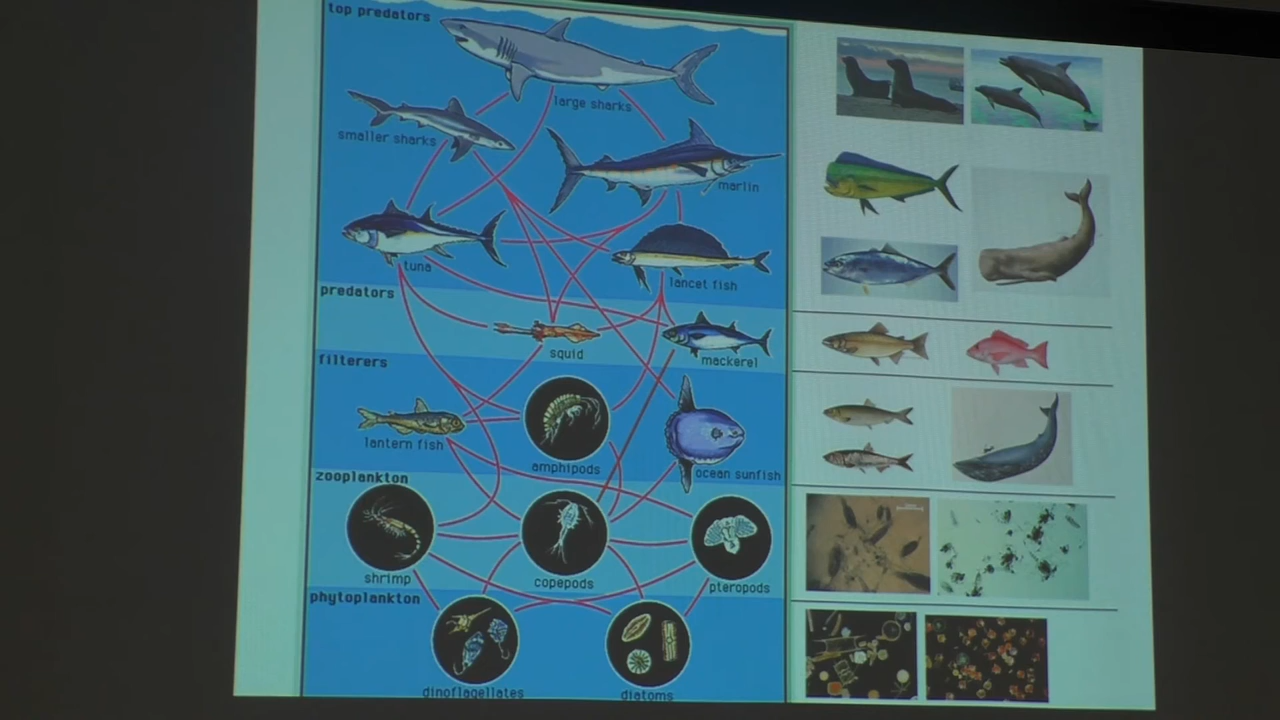 top predators
large sharks
smaller sharks
marlin
tuna
lancet fish
predators
squid
mackerel
filterers
lantern fish
amphipods
ocean sunfish
zooplankton
shrimp
copepods
pteropods
phytoplankton
dinoflagellates
diatoms